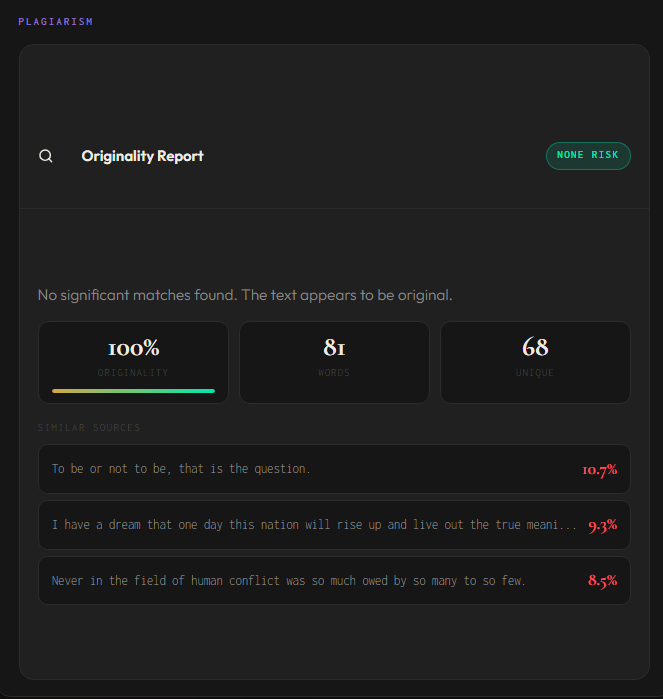 PLAGIARISM
Originality Report
NONE RISK
No significant matches found. The text appears to be original.
100%
ORIGINALITY
81
WORDS
68
UNIQUE
SIMILAR SOURCES
To be or not to be, that is the question.
10.7%
I have a dream that one day this nation will rise up and live out the true meani...
9.3%
Never in the field of human conflict was so much owed by so many to so few.
8.5%